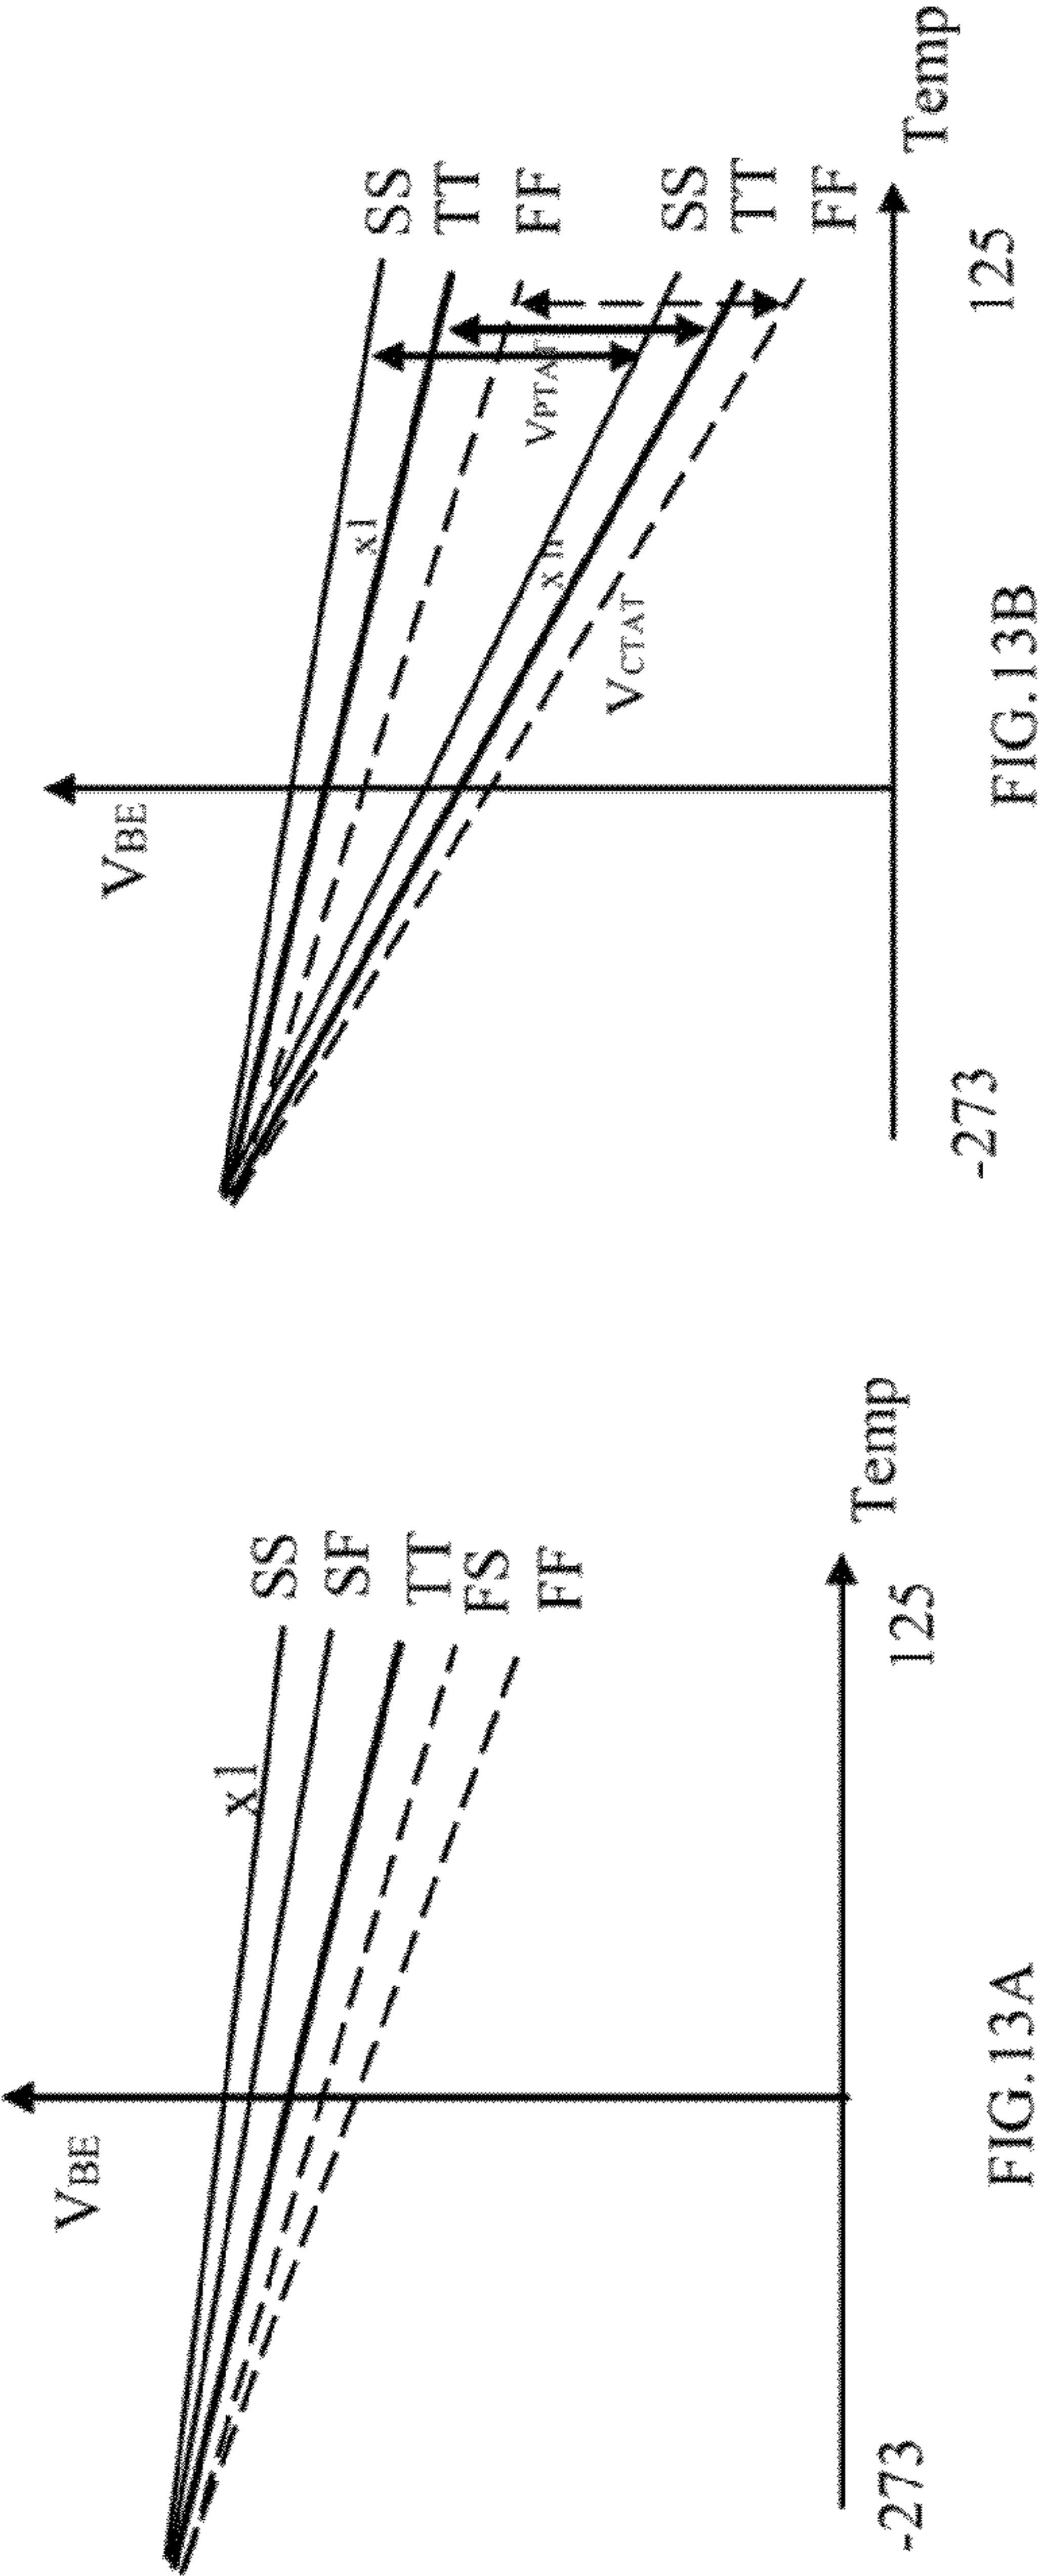 VBE
x1
SS
SF
TT
FS
FF
Temp
-273
125
FIG.13A
VBE
x1
x n
VPTAT
VCTAT
SS
TT
FF
SS
TT
FF
Temp
-273
125
FIG.13B